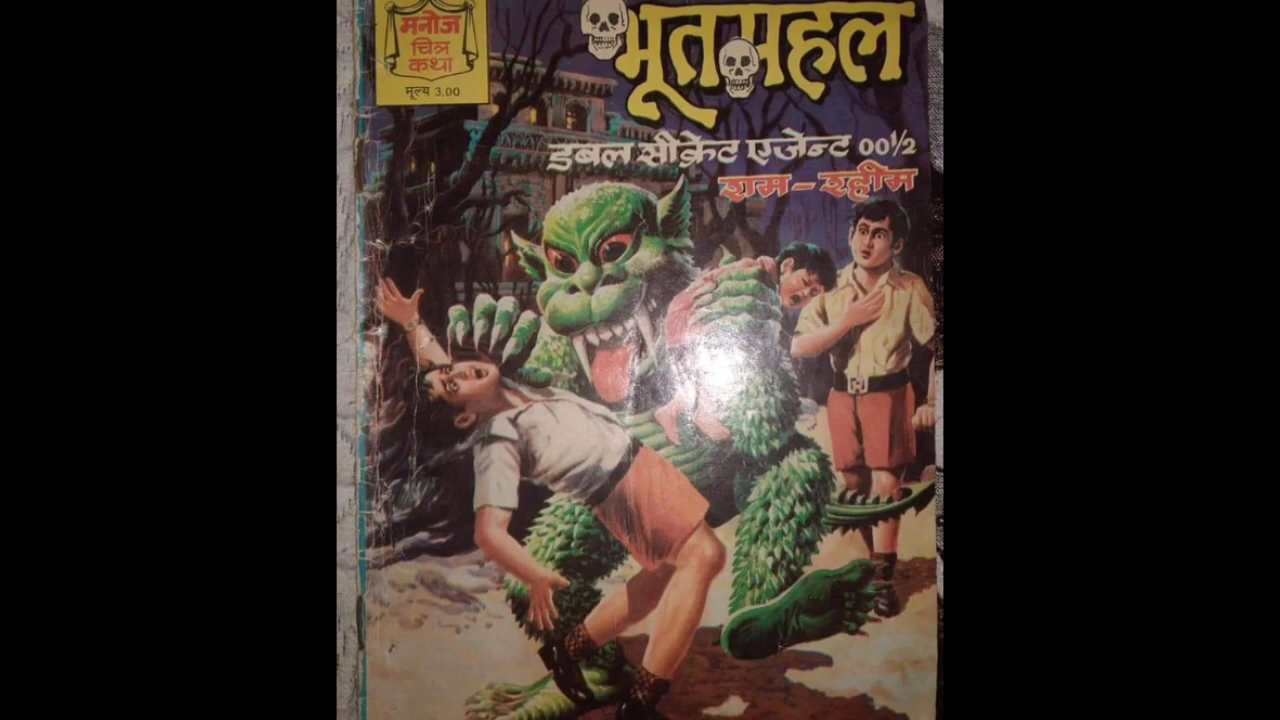 मनोज
चित्र
कथा
मूल्य 3.00
भूतमहल
डबल सीक्रेट एजेन्ट 00½
राम - रहीम